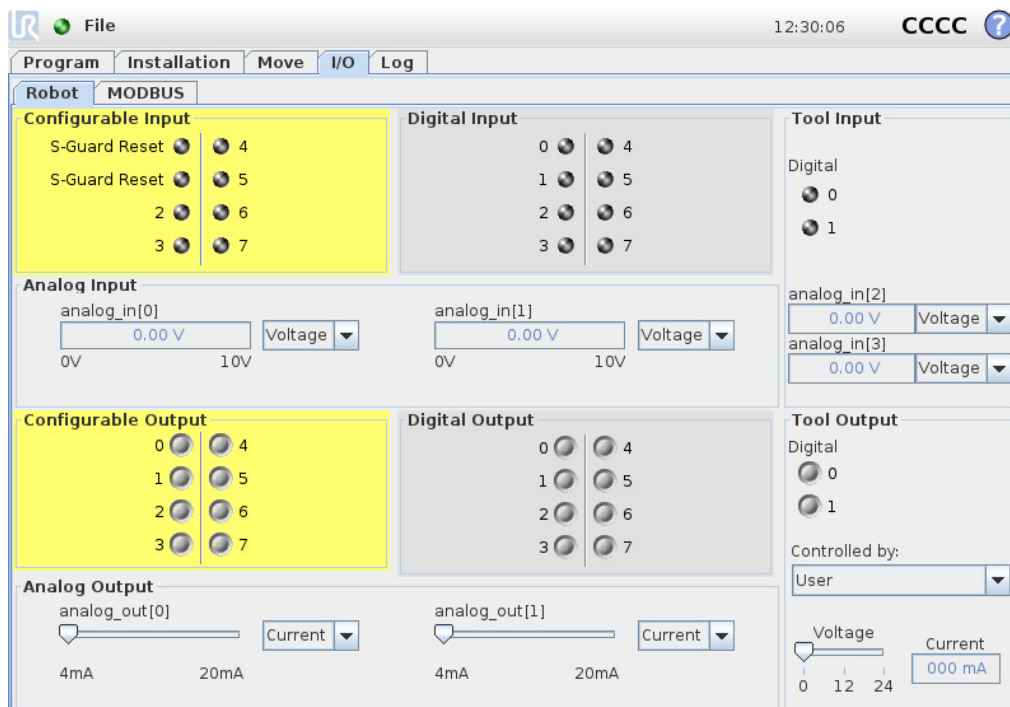 UR File 12:30:06 CCCC ?
Program Installation Move I/O Log
Robot MODBUS
Configurable Input
S-Guard Reset 4
S-Guard Reset 5
2 6
3 7
Digital Input
0 4
1 5
2 6
3 7
Tool Input
Digital
0
1
analog_in[2]
0.00 V Voltage
analog_in[3]
0.00 V Voltage
Analog Input
analog_in[0]
0.00 V Voltage
0V 10V
analog_in[1]
0.00 V Voltage
0V 10V
Configurable Output
0 4
1 5
2 6
3 7
Digital Output
0 4
1 5
2 6
3 7
Tool Output
Digital
0
1
Controlled by:
User
Voltage
0 12 24
Current
000 mA
Analog Output
analog_out[0]
Current
4mA 20mA
analog_out[1]
Current
4mA 20mA